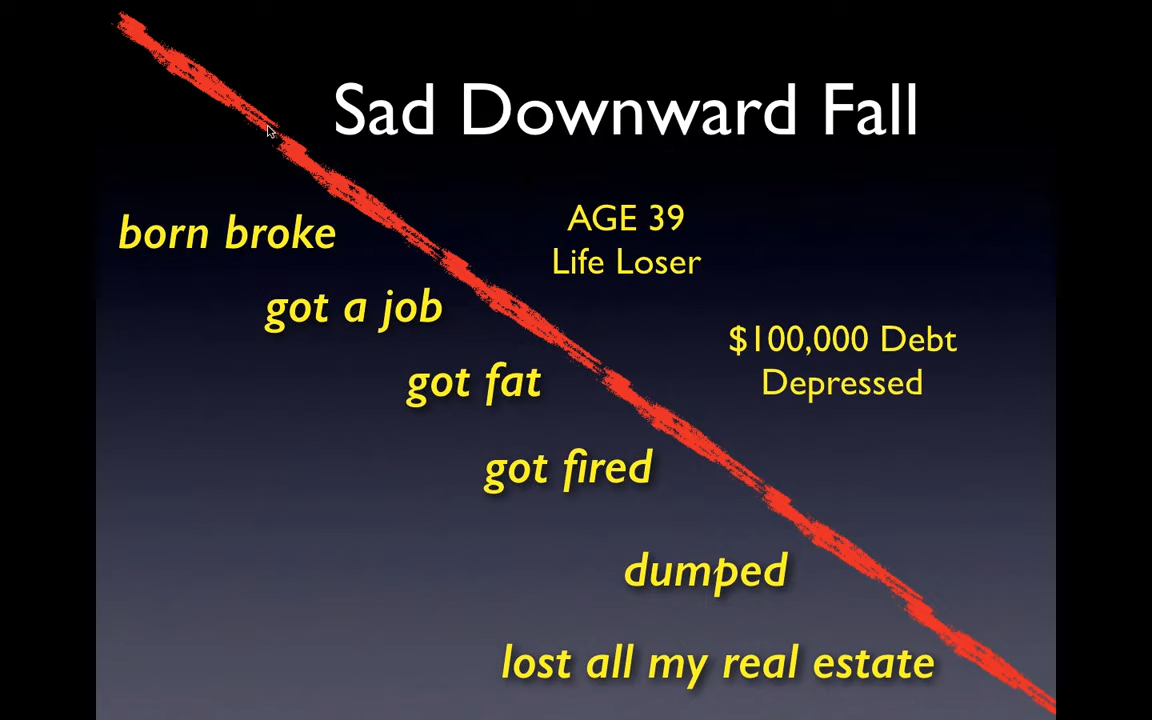 Sad Downward Fall
AGE 39
Life Loser
born broke
got a job
$100,000 Debt
Depressed
got fat
got fired
dumped
lost all my real estate